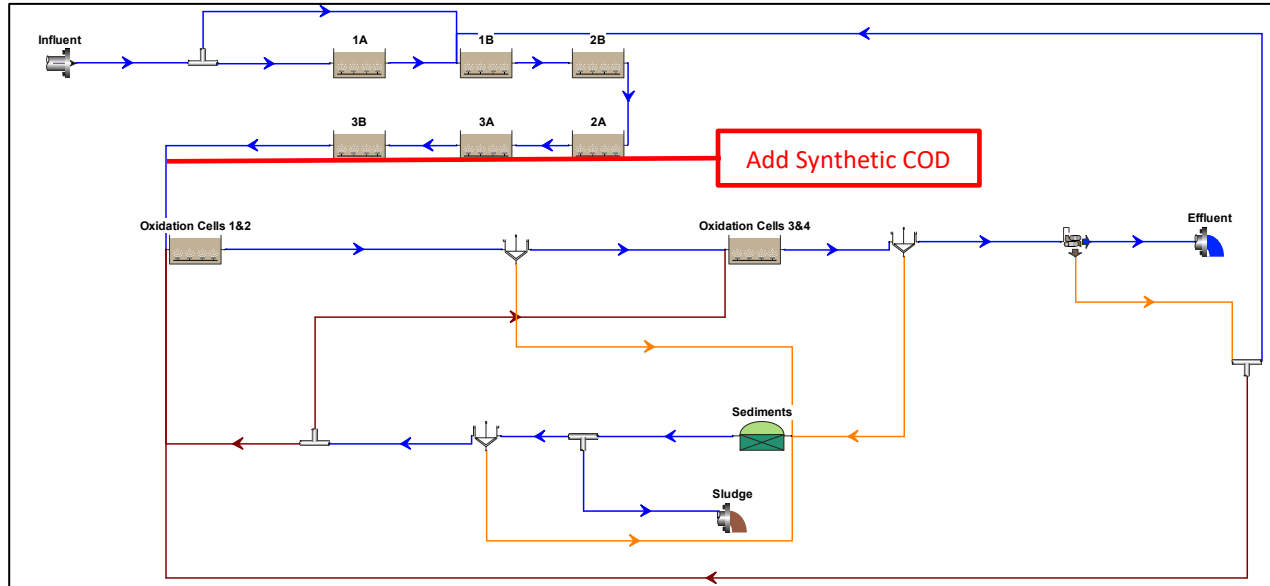 Influent
1A
1B
2B
3B
3A
2A
Add Synthetic COD
Oxidation Cells 1&2
Oxidation Cells 3&4
Effluent
Sediments
Sludge